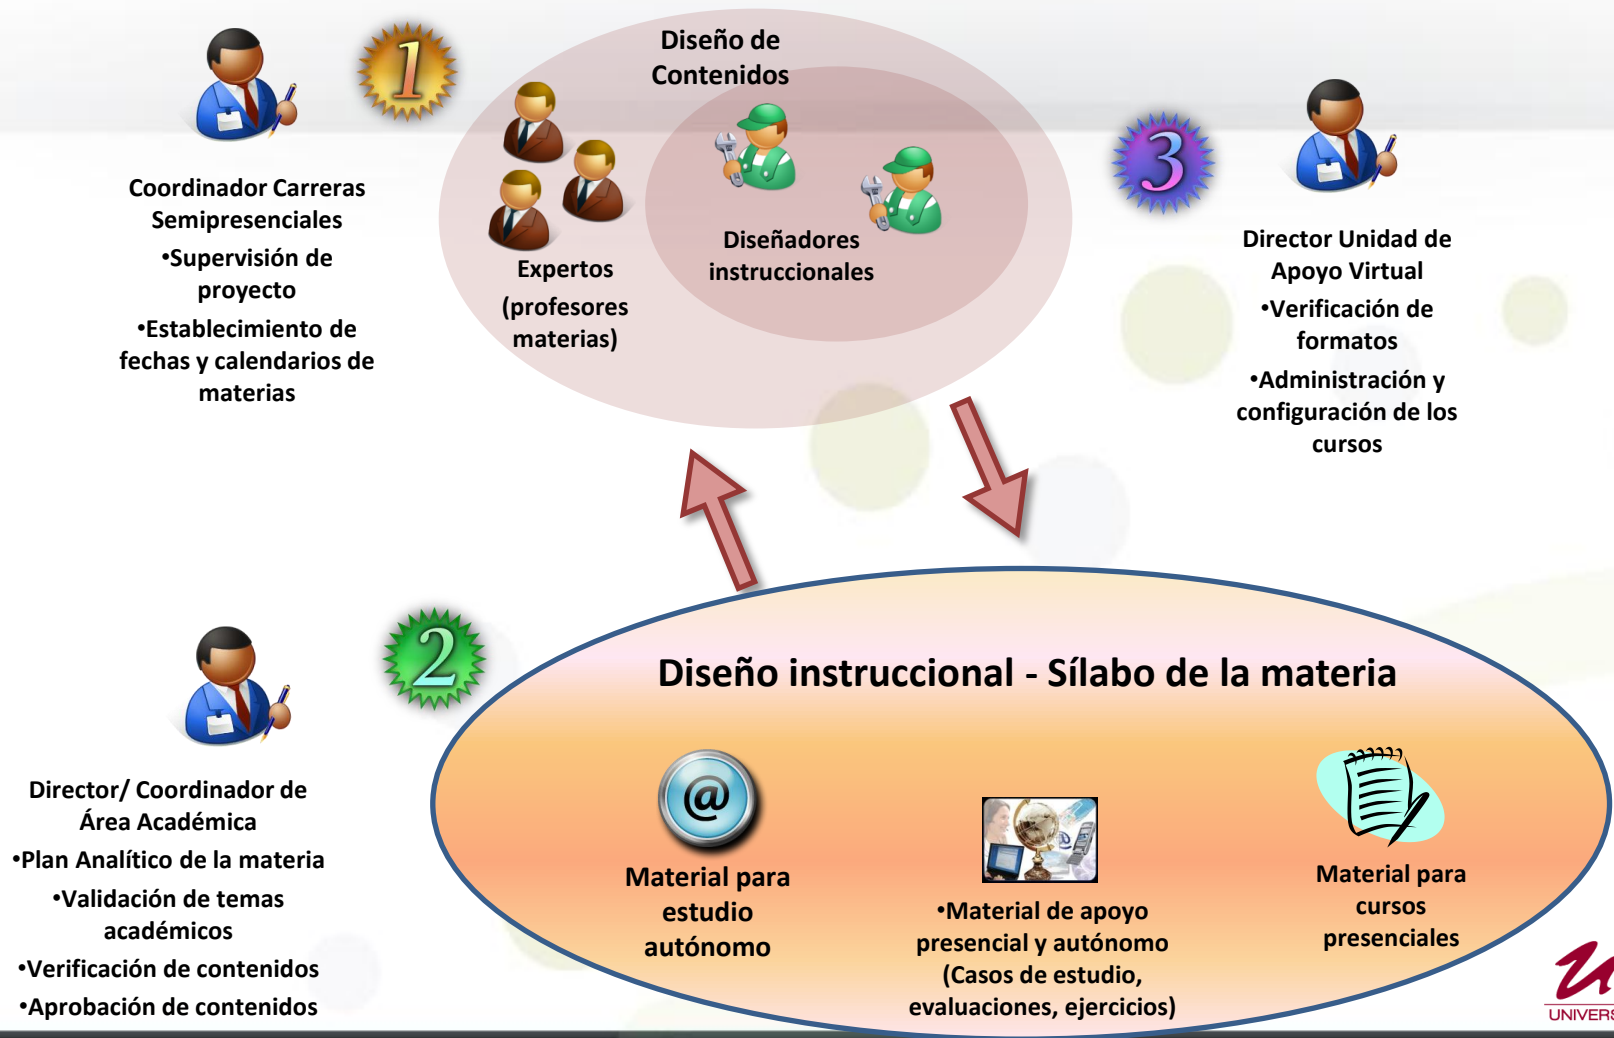 1
Coordinador Carreras
Semipresenciales
•Supervisión de
proyecto
•Establecimiento de
fechas y calendarios de
materias
Diseño de
Contenidos
Expertos
(profesores
materias)
Diseñadores
instruccionales
3
Director Unidad de
Apoyo Virtual
•Verificación de
formatos
•Administración y
configuración de los
cursos
2
Director/ Coordinador de
Área Académica
•Plan Analítico de la materia
•Validación de temas
académicos
•Verificación de contenidos
•Aprobación de contenidos
Diseño instruccional - Sílabo de la materia
@
Material para
estudio
autónomo
•Material de apoyo
presencial y autónomo
(Casos de estudio,
evaluaciones, ejercicios)
Material para
cursos
presenciales